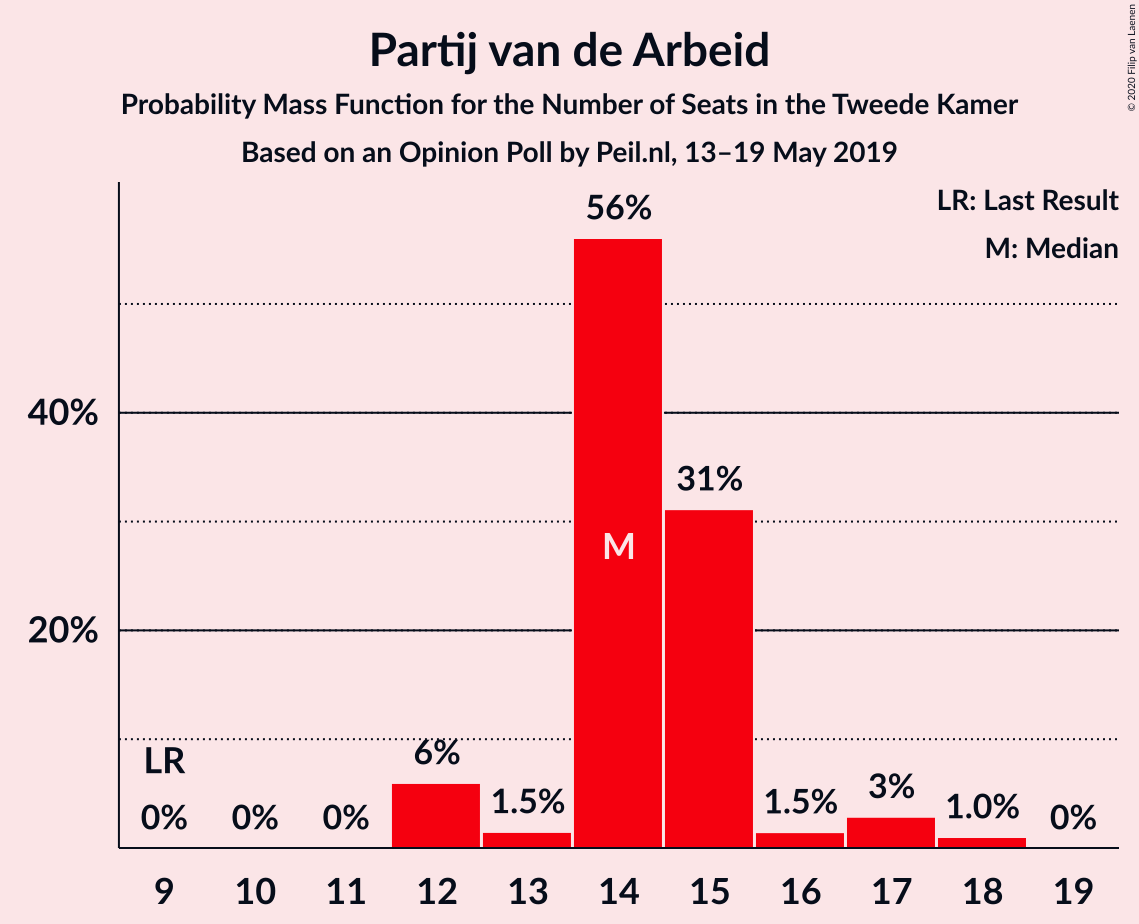 Partij van de Arbeid
Probability Mass Function for the Number of Seats in the Tweede Kamer
Based on an Opinion Poll by Peil.nl, 13–19 May 2019
© 2020 Filip van Laenen
LR: Last Result
M: Median
56%
40%
31%
M
20%
LR
6%
0% 0% 0% 1.5% 1.5% 3% 1.0% 0%
9 10 11 12 13 14 15 16 17 18 19